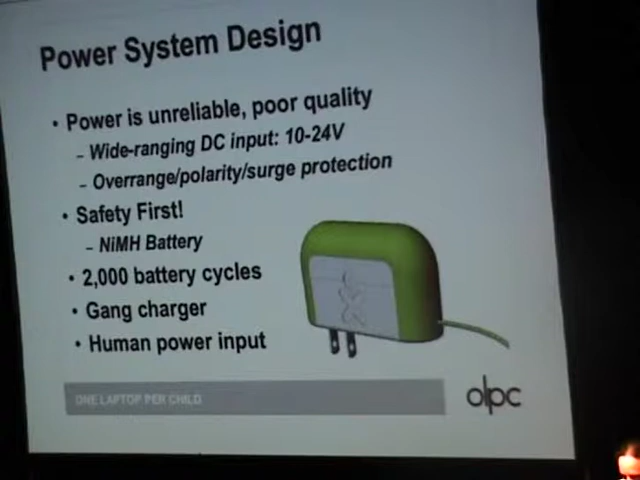 Power System Design
• Power is unreliable, poor quality
– Wide-ranging DC input: 10-24V
– Overrange/polarity/surge protection
• Safety First!
– NiMH Battery
• 2,000 battery cycles
• Gang charger
• Human power input
ONE LAPTOP PER CHILD
olpc